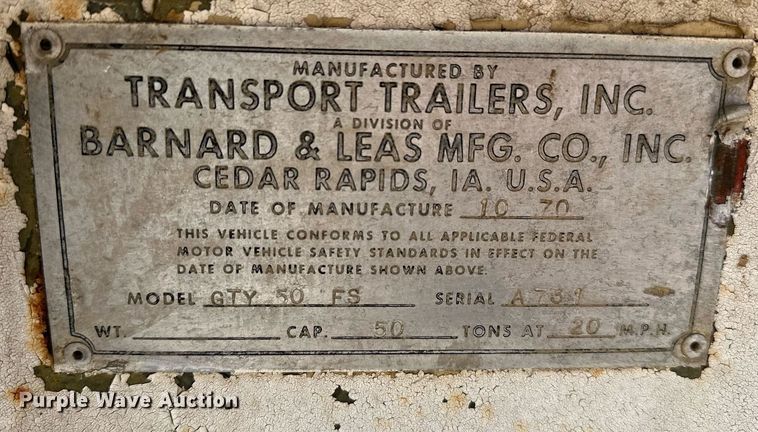 MANUFACTURED BY
TRANSPORT TRAILERS, INC.
A DIVISION OF
BARNARD & LEAS MFG. CO., INC.
CEDAR RAPIDS, IA. U.S.A.
DATE OF MANUFACTURE 10 70
THIS VEHICLE CONFORMS TO ALL APPLICABLE FEDERAL
MOTOR VEHICLE SAFETY STANDARDS IN EFFECT ON THE
DATE OF MANUFACTURE SHOWN ABOVE.
MODEL GTY 50 FS SERIAL
WT. CAP. 50 TONS AT 20 M.P.H.
Purple Wave Auction